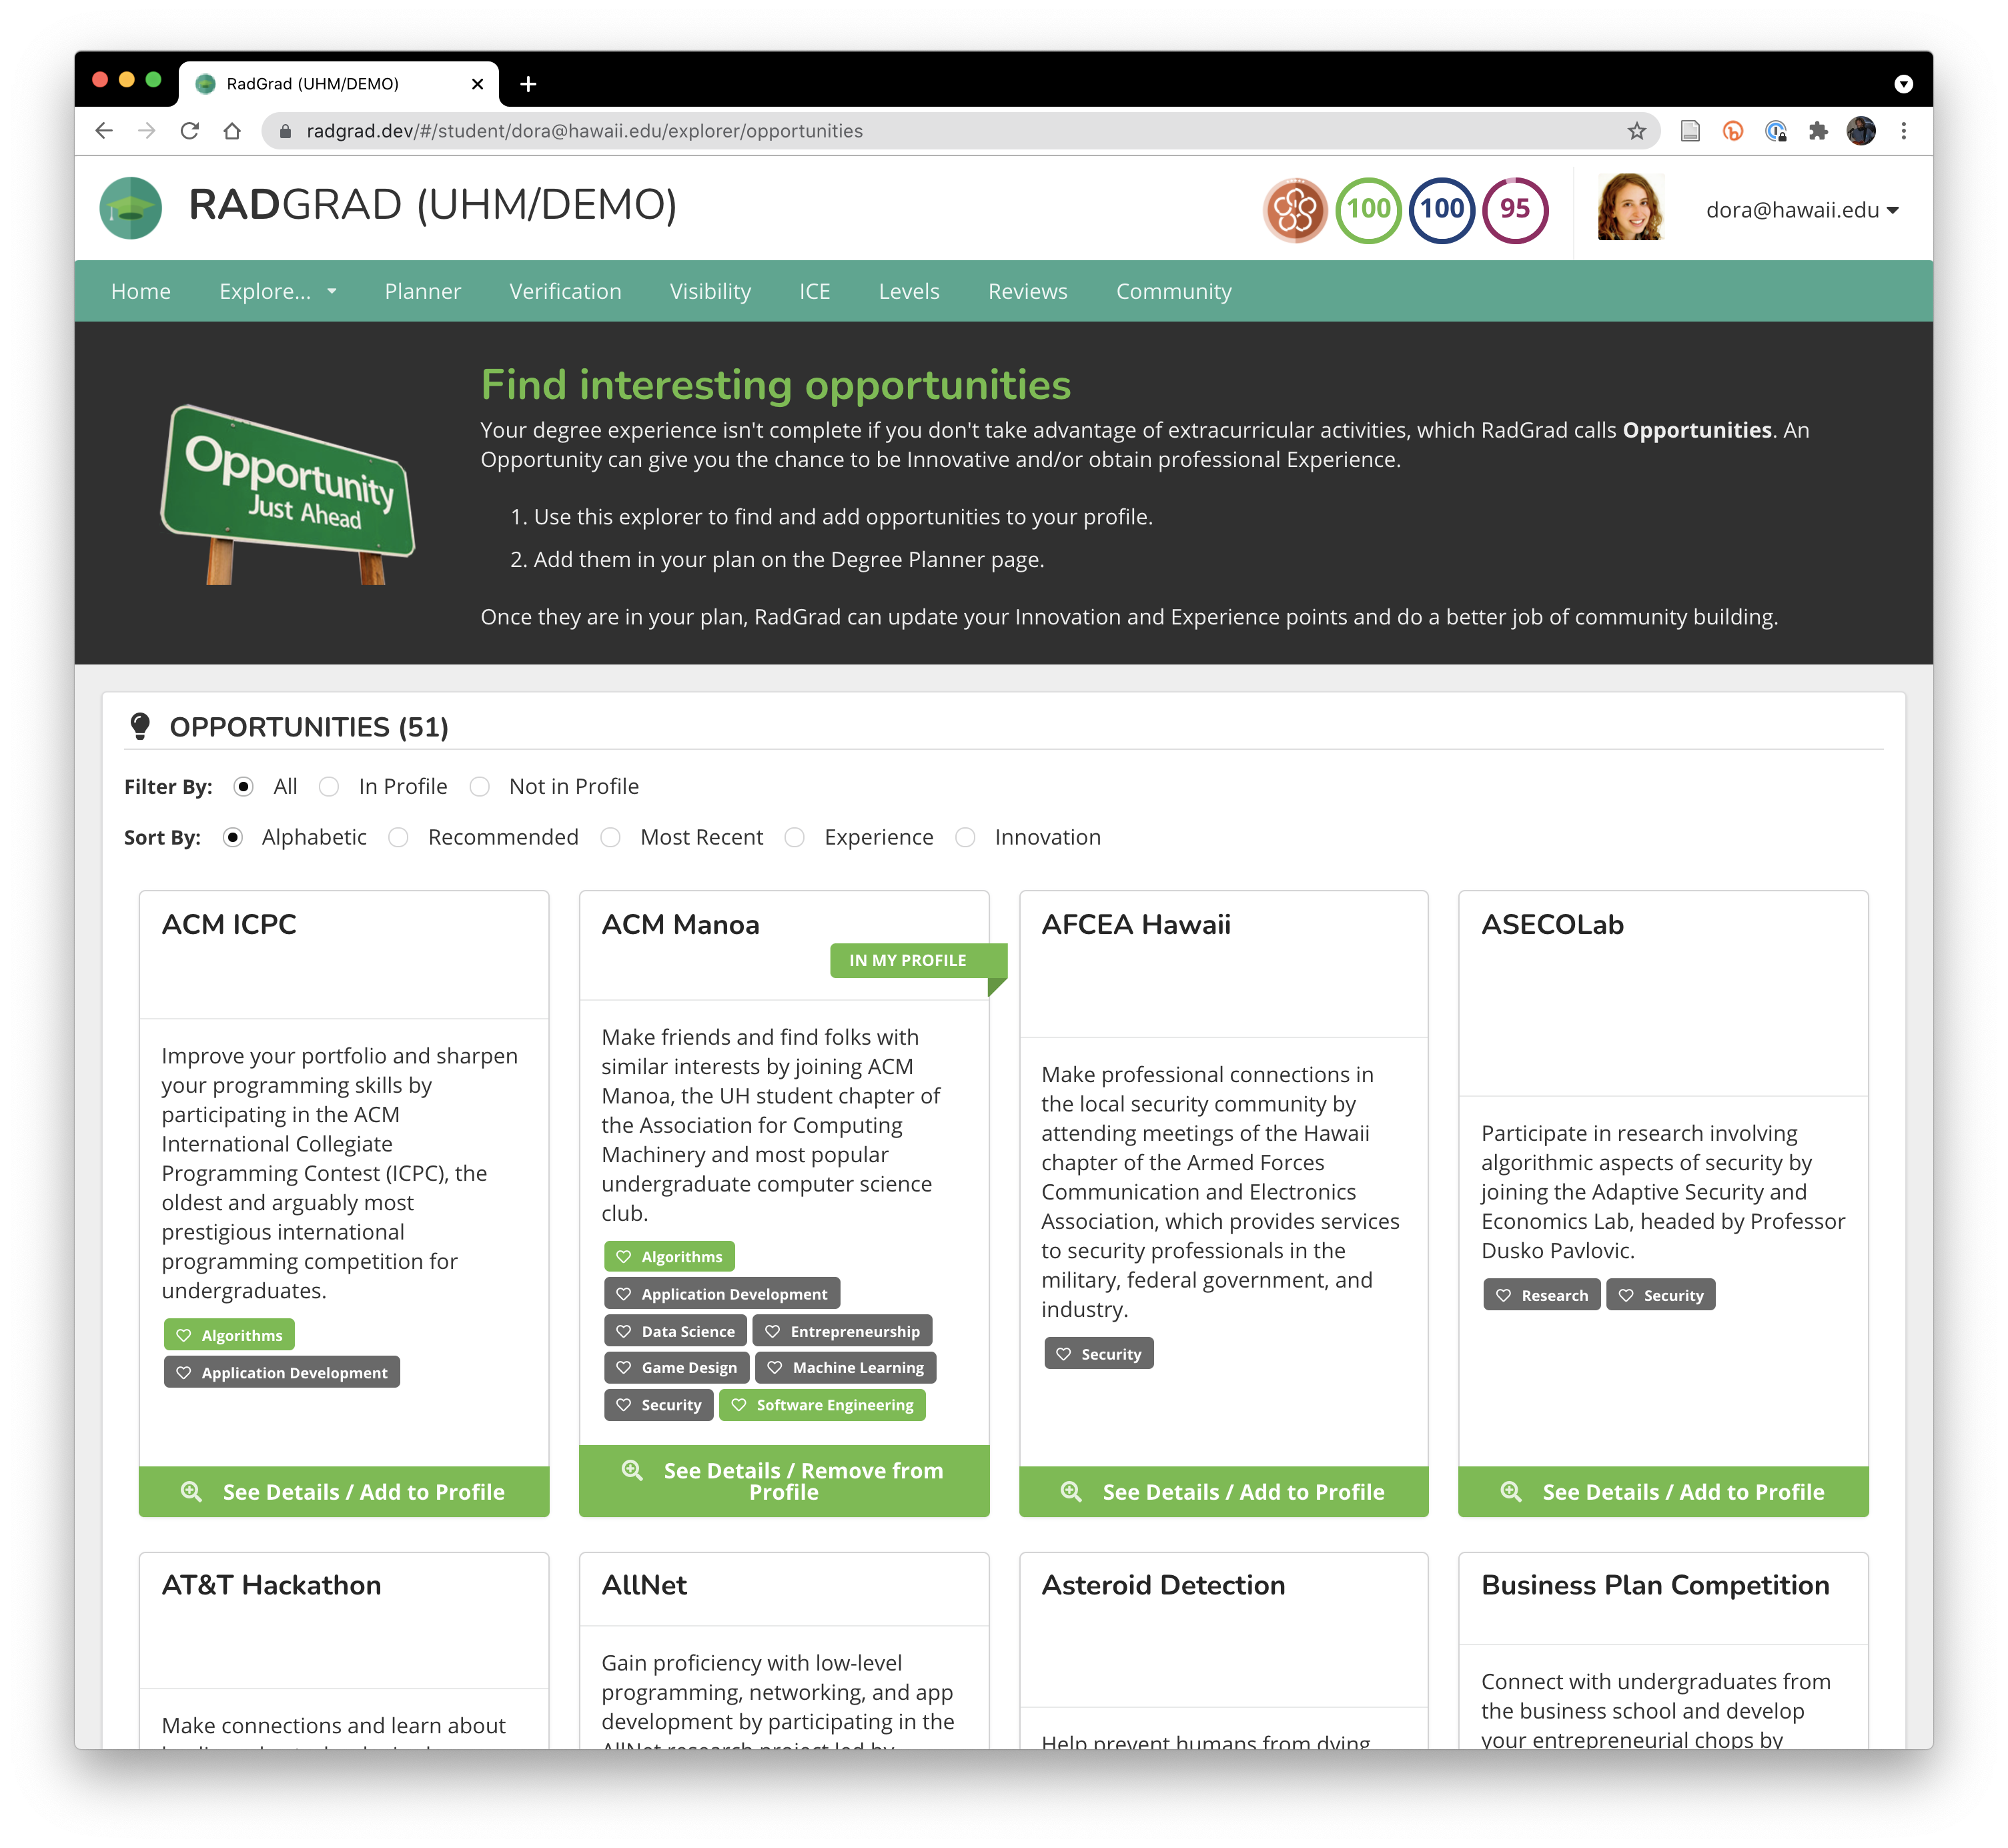 RadGrad (UHM/DEMO)
radgrad.dev/#/student/dora@hawaii.edu/explorer/opportunities
RADGRAD (UHM/DEMO)
100
100
95
dora@hawaii.edu
Home
Explore...
Planner
Verification
Visibility
ICE
Levels
Reviews
Community
Opportunity
Just Ahead
Find interesting opportunities
Your degree experience isn't complete if you don't take advantage of extracurricular activities, which RadGrad calls Opportunities. An
Opportunity can give you the chance to be Innovative and/or obtain professional Experience.
1. Use this explorer to find and add opportunities to your profile.
2. Add them in your plan on the Degree Planner page.
Once they are in your plan, RadGrad can update your Innovation and Experience points and do a better job of community building.
OPPORTUNITIES (51)
Filter By: All In Profile Not in Profile
Sort By: Alphabetic Recommended Most Recent Experience Innovation
ACM ICPC
Improve your portfolio and sharpen
your programming skills by
participating in the ACM
International Collegiate
Programming Contest (ICPC), the
oldest and arguably most
prestigious international
programming competition for
undergraduates.
Algorithms
Application Development
See Details / Add to Profile
ACM Manoa
IN MY PROFILE
Make friends and find folks with
similar interests by joining ACM
Manoa, the UH student chapter of
the Association for Computing
Machinery and most popular
undergraduate computer science
club.
Algorithms
Application Development
Data Science Entrepreneurship
Game Design Machine Learning
Security Software Engineering
See Details / Remove from
Profile
AFCEA Hawaii
Make professional connections in
the local security community by
attending meetings of the Hawaii
chapter of the Armed Forces
Communication and Electronics
Association, which provides services
to security professionals in the
military, federal government, and
industry.
Security
See Details / Add to Profile
ASECOLab
Participate in research involving
algorithmic aspects of security by
joining the Adaptive Security and
Economics Lab, headed by Professor
Dusko Pavlovic.
Research Security
See Details / Add to Profile
AT&T Hackathon
Make connections and learn about
AllNet
Gain proficiency with low-level
programming, networking, and app
development by participating in the
AllNet research project led by
Asteroid Detection
Help prevent humans from dying
Business Plan Competition
Connect with undergraduates from
the business school and develop
your entrepreneurial chops by